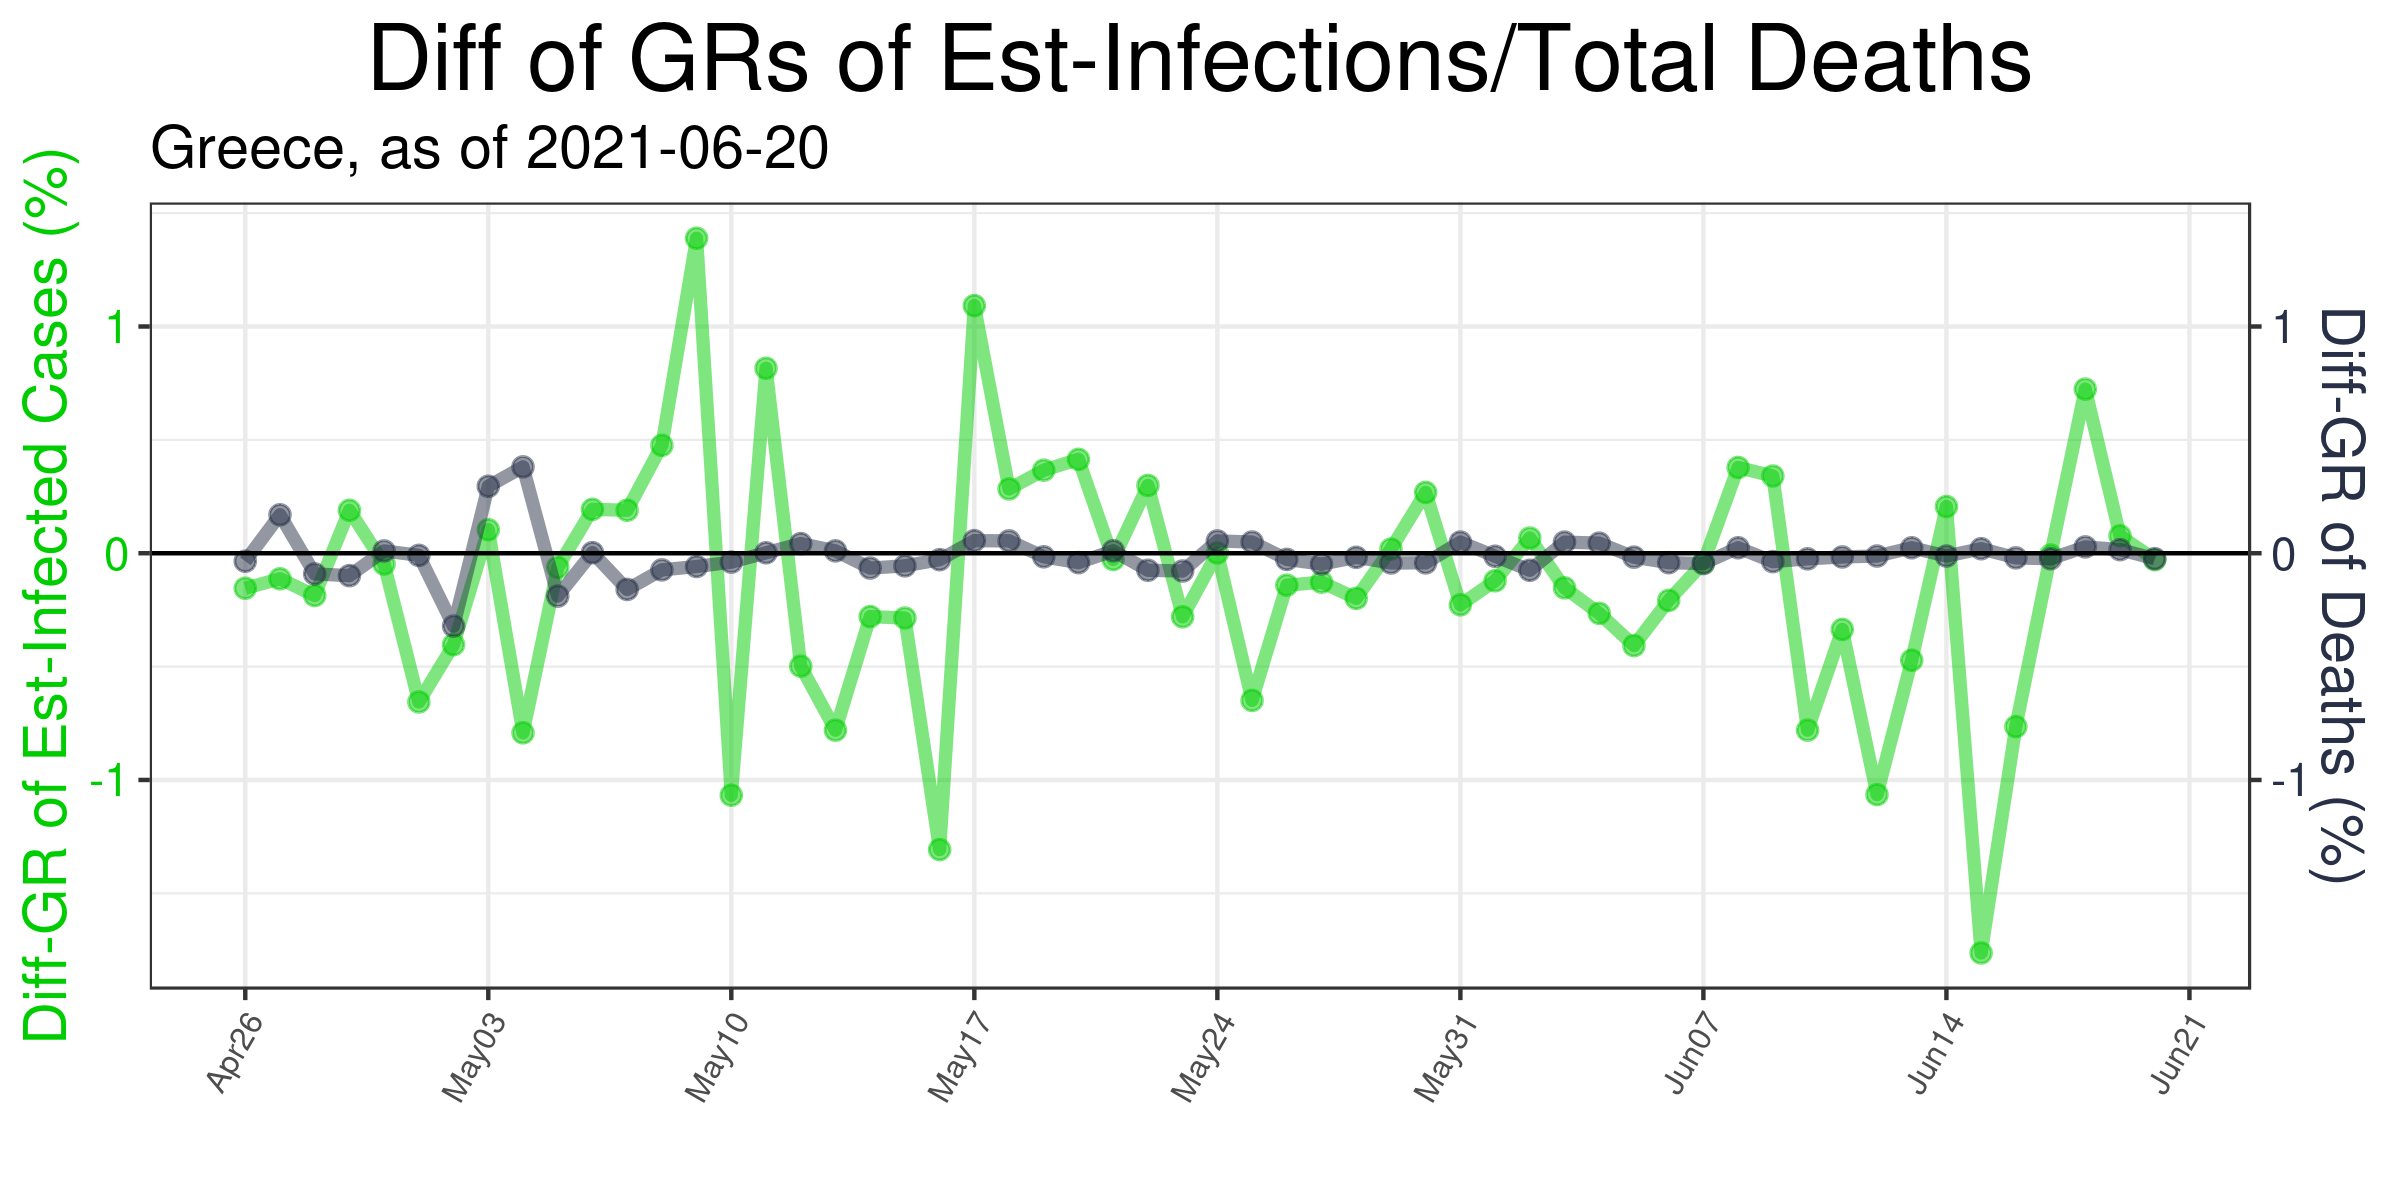 Diff of GRs of Est-Infections/Total Deaths
Greece, as of 2021-06-20
Diff-GR of Est-Infected Cases (%)
1
0
-1
1
0
-1
Diff-GR of Deaths (%)
Apr26
May03
May10
May17
May24
May31
Jun07
Jun14
Jun21